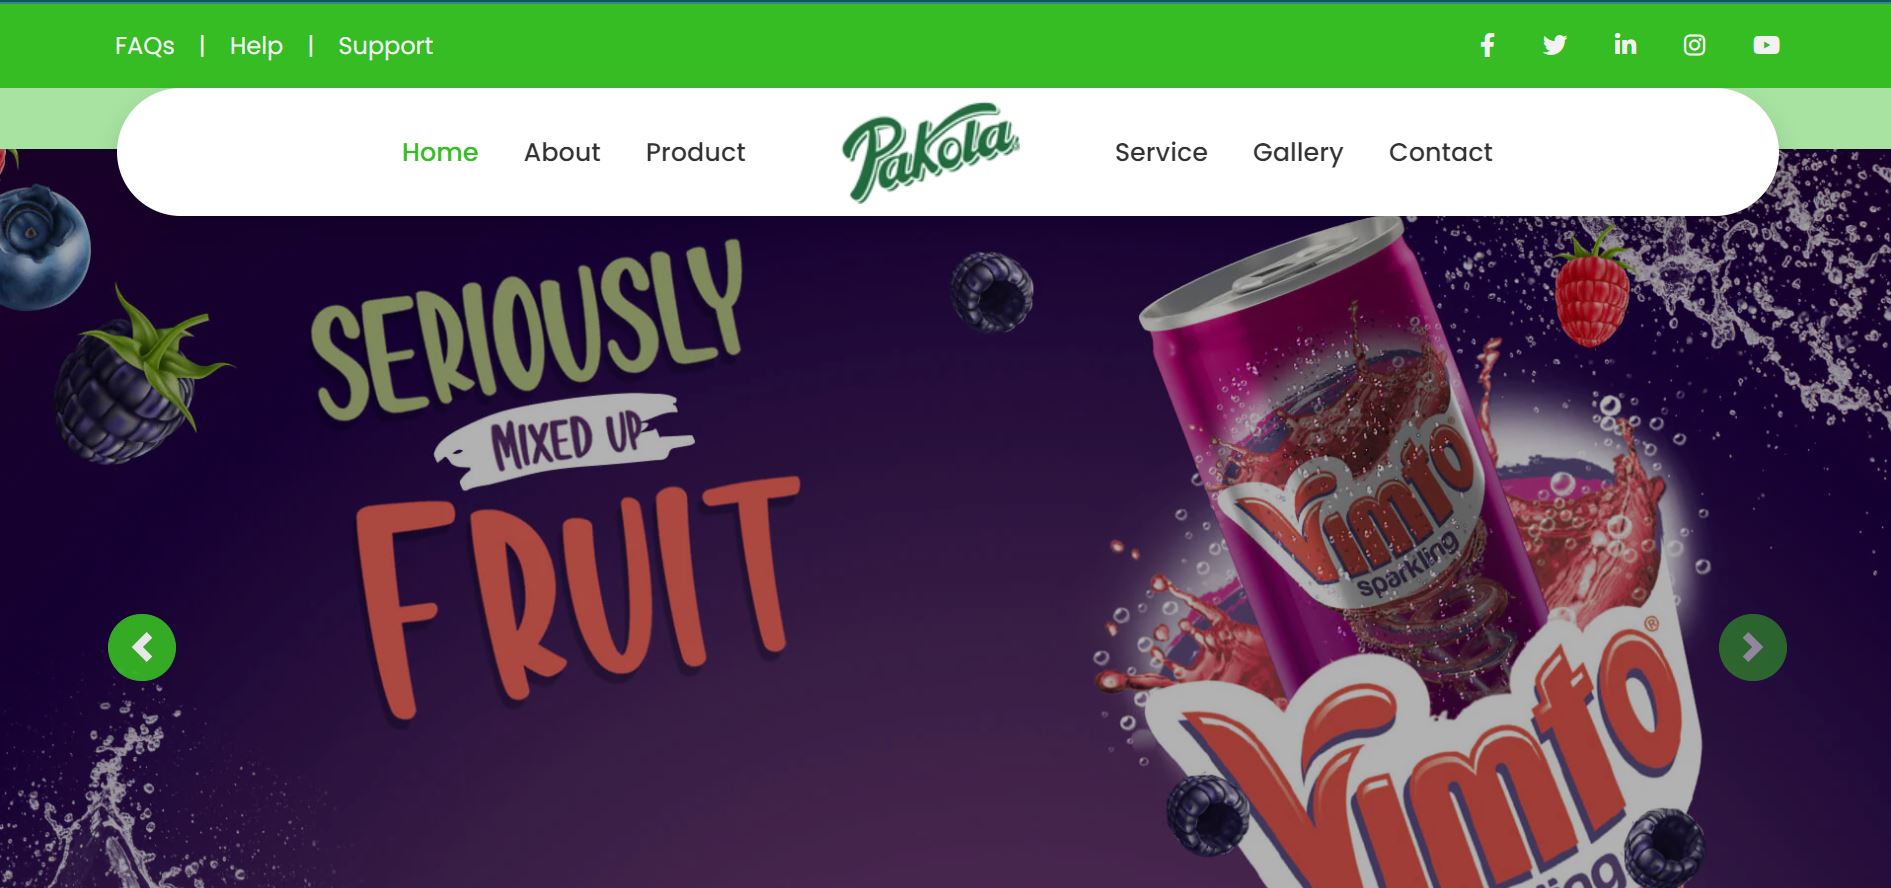 FAQs | Help | Support
Home About Product Pakola Service Gallery Contact
SERIOUSLY
MIXED UP
FRUIT
Vimto
sparkling
Vimto®